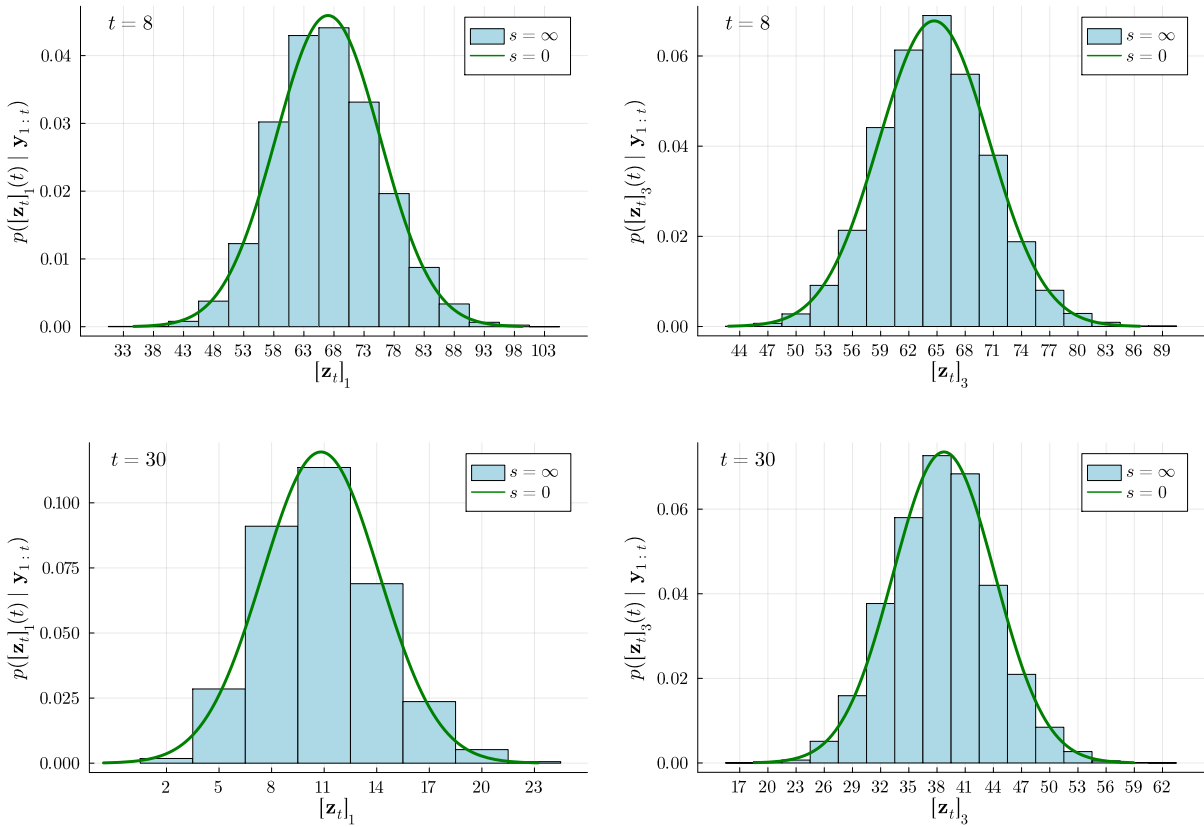 t = 8
s = ∞
s = 0
0.04
0.03
0.02
0.01
0.00
p([z_t]_1(t) | y_{1:t})
33 38 43 48 53 58 63 68 73 78 83 88 93 98 103
[z_t]_1
t = 8
s = ∞
s = 0
0.06
0.04
0.02
0.00
p([z_t]_3(t) | y_{1:t})
44 47 50 53 56 59 62 65 68 71 74 77 80 83 86 89
[z_t]_3
t = 30
s = ∞
s = 0
0.100
0.075
0.050
0.025
0.000
p([z_t]_1(t) | y_{1:t})
2 5 8 11 14 17 20 23
[z_t]_1
t = 30
s = ∞
s = 0
0.06
0.04
0.02
0.00
p([z_t]_3(t) | y_{1:t})
17 20 23 26 29 32 35 38 41 44 47 50 53 56 59 62
[z_t]_3